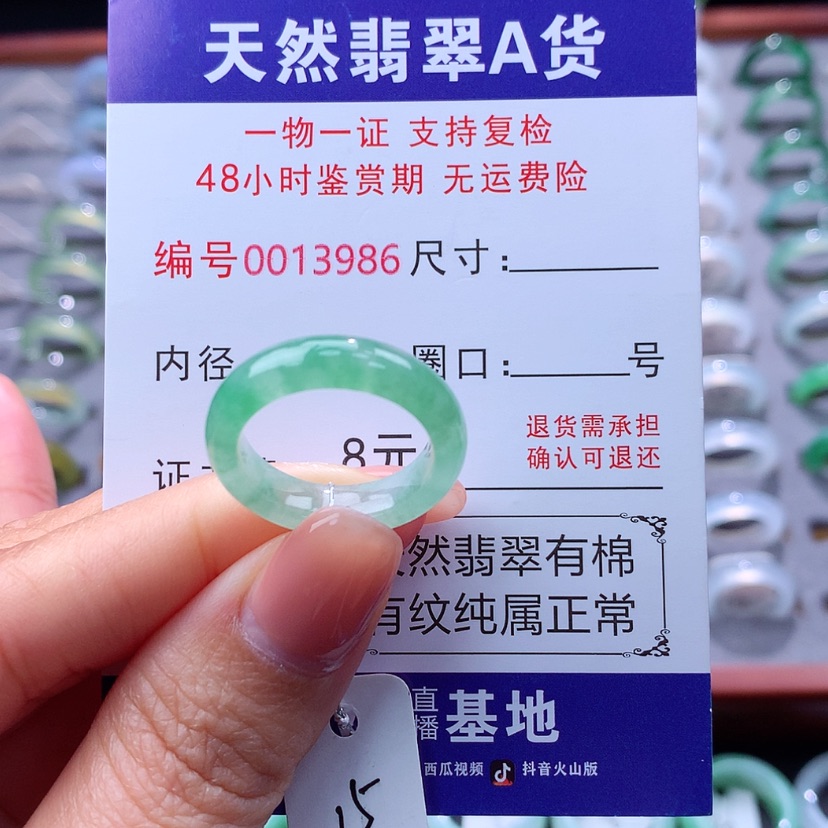 天然翡翠A货
一物一证 支持复检
48小时鉴赏期 无运费险
编号0013986 尺寸:
内径 圈口: 号
退货需承担
确认可退还
证 8元
然翡翠有棉
有纹纯属正常
直播基地
西瓜视频 抖音火山版
15